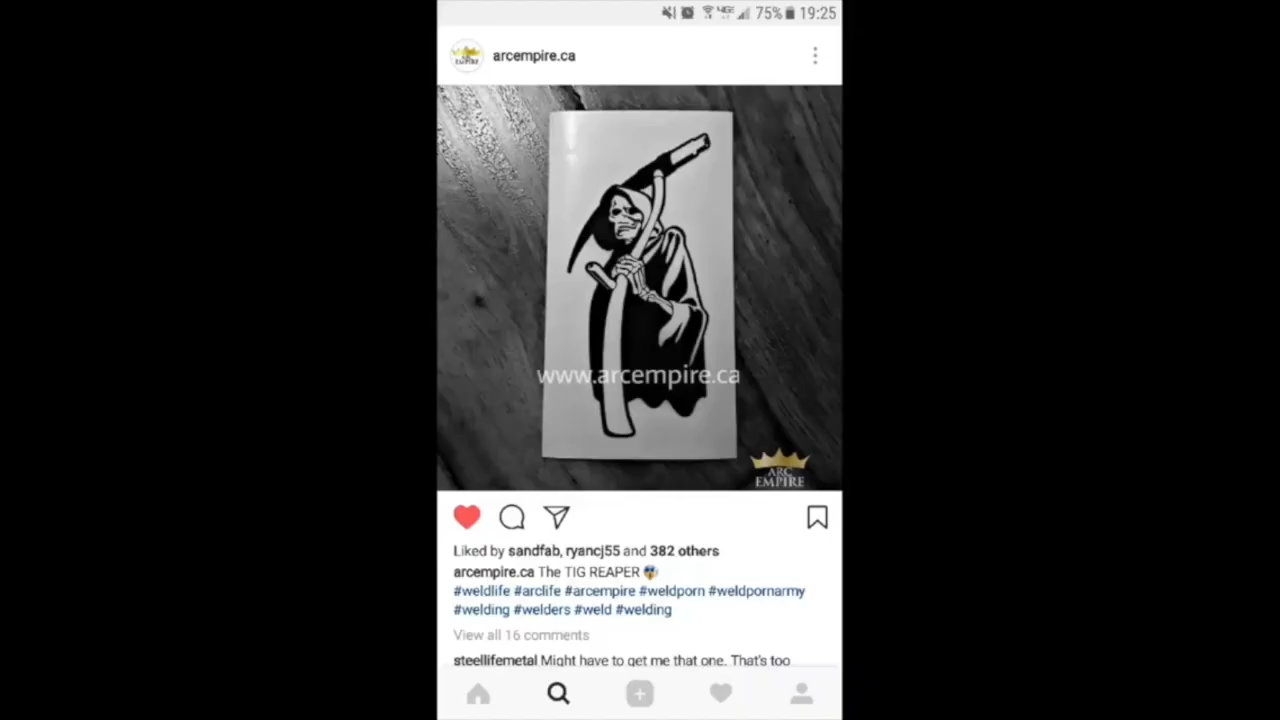 75% 19:25
arcempire.ca
www.arcempire.ca
ARC
EMPIRE
Liked by sandfab, ryancj55 and 382 others
arcempire.ca The TIG REAPER 😱
#weldlife #arclife #arcempire #weldporn #weldpornarmy
#welding #welders #weld #welding
View all 16 comments
steellifemetal Might have to get me that one. That's too